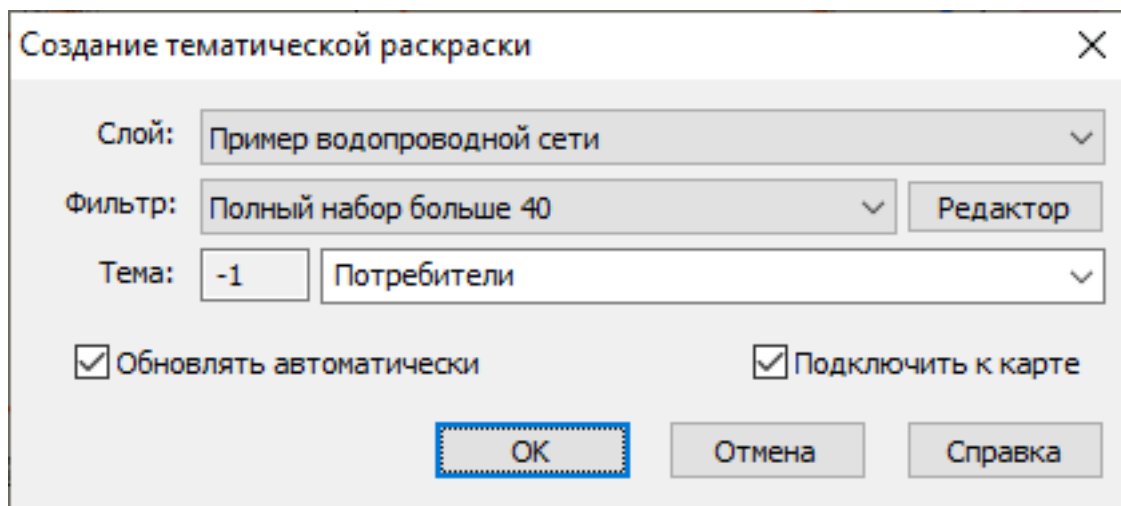 Создание тематической раскраски
Слой: Пример водопроводной сети
Фильтр: Полный набор больше 40 Редактор
Тема: -1 Потребители
Обновлять автоматически Подключить к карте
OK Отмена Справка